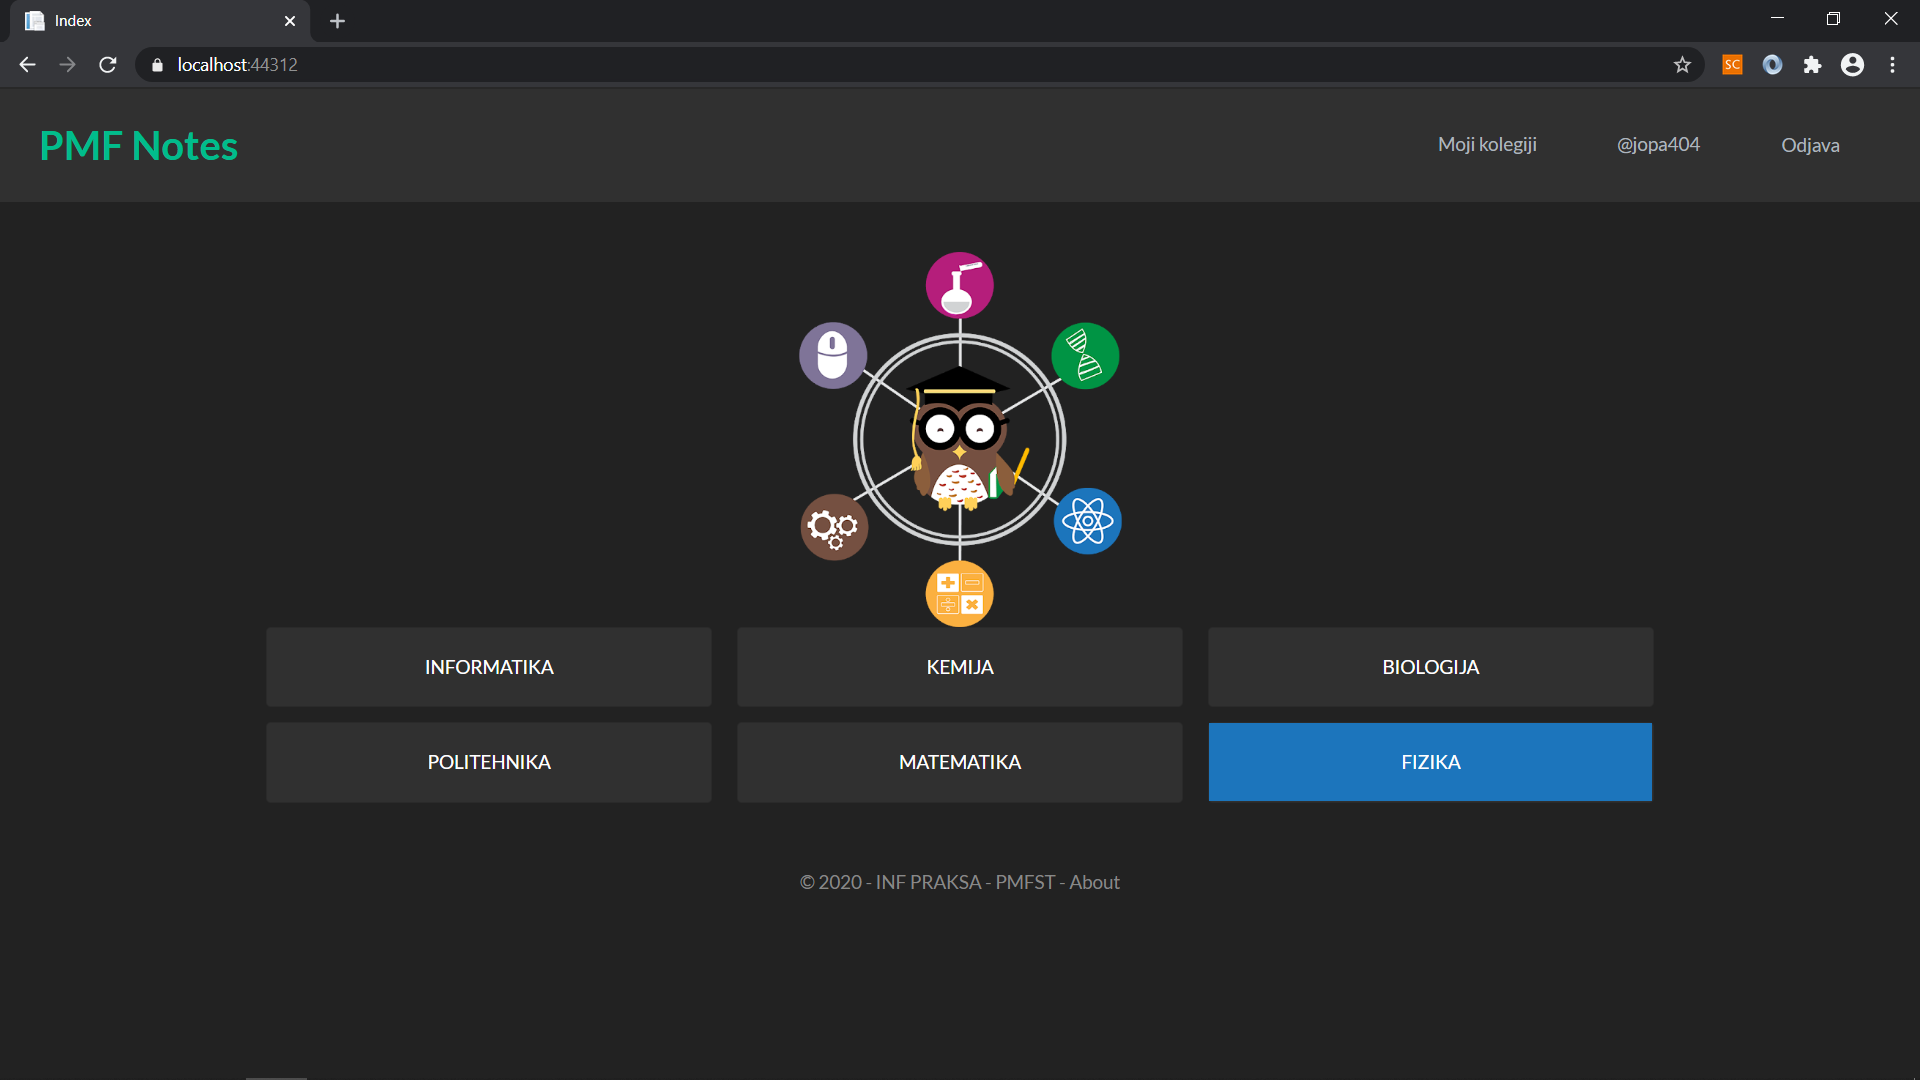 Index
localhost:44312
SC
PMF Notes
Moji kolegiji
@jopa404
Odjava
INFORMATIKA
KEMIJA
BIOLOGIJA
POLITEHNIKA
MATEMATIKA
FIZIKA
© 2020 - INF PRAKSA - PMFST - About